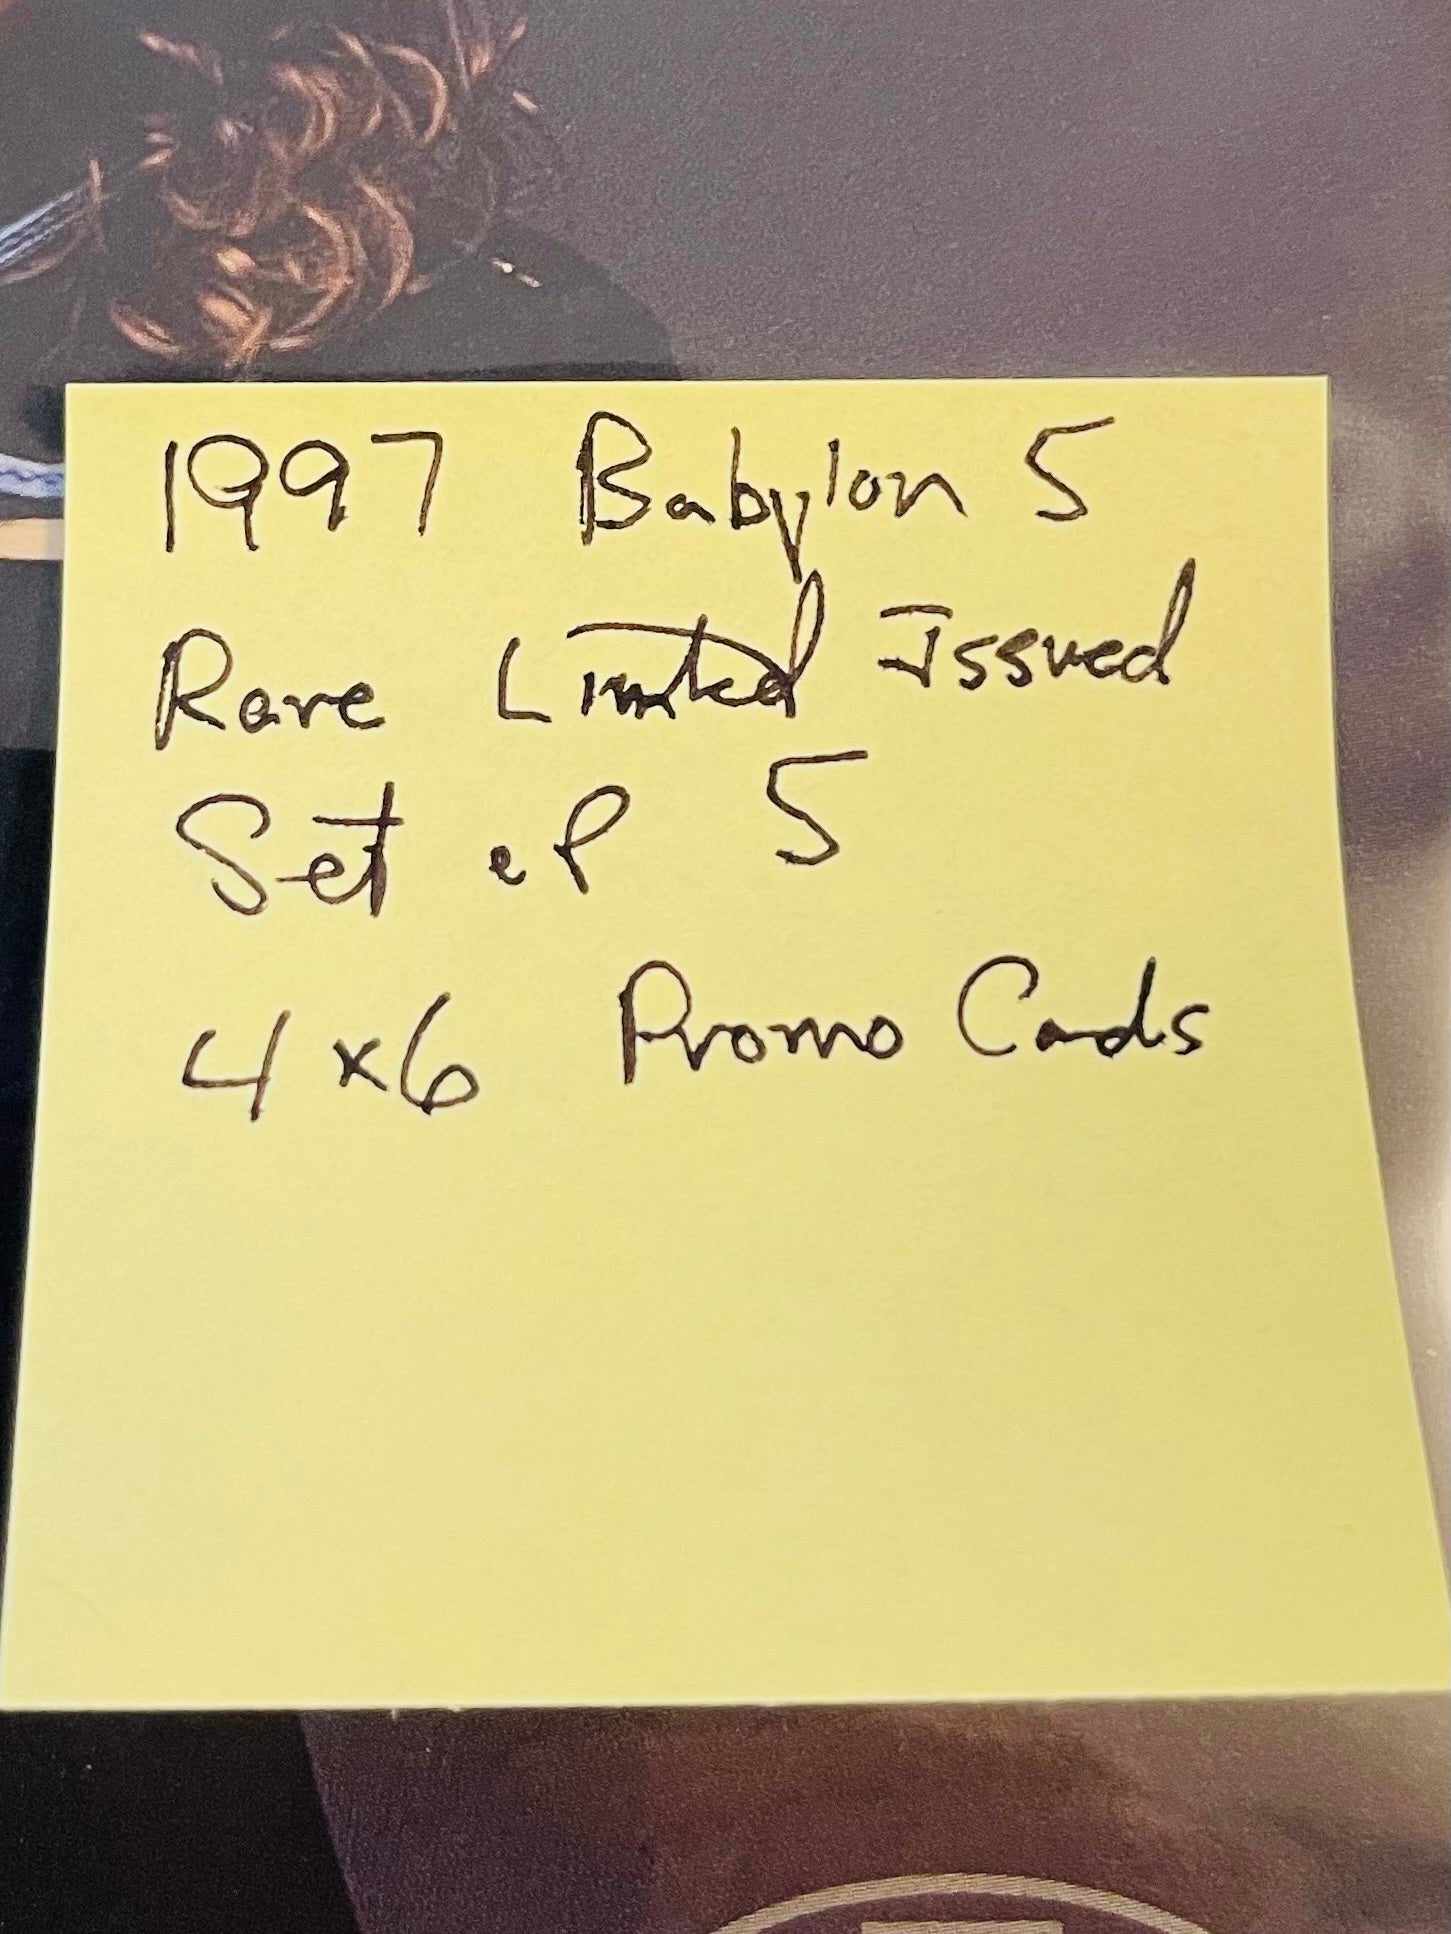 1997 Babylon 5
Rare Limited Issued
Set of 5
4x6 Promo Cards